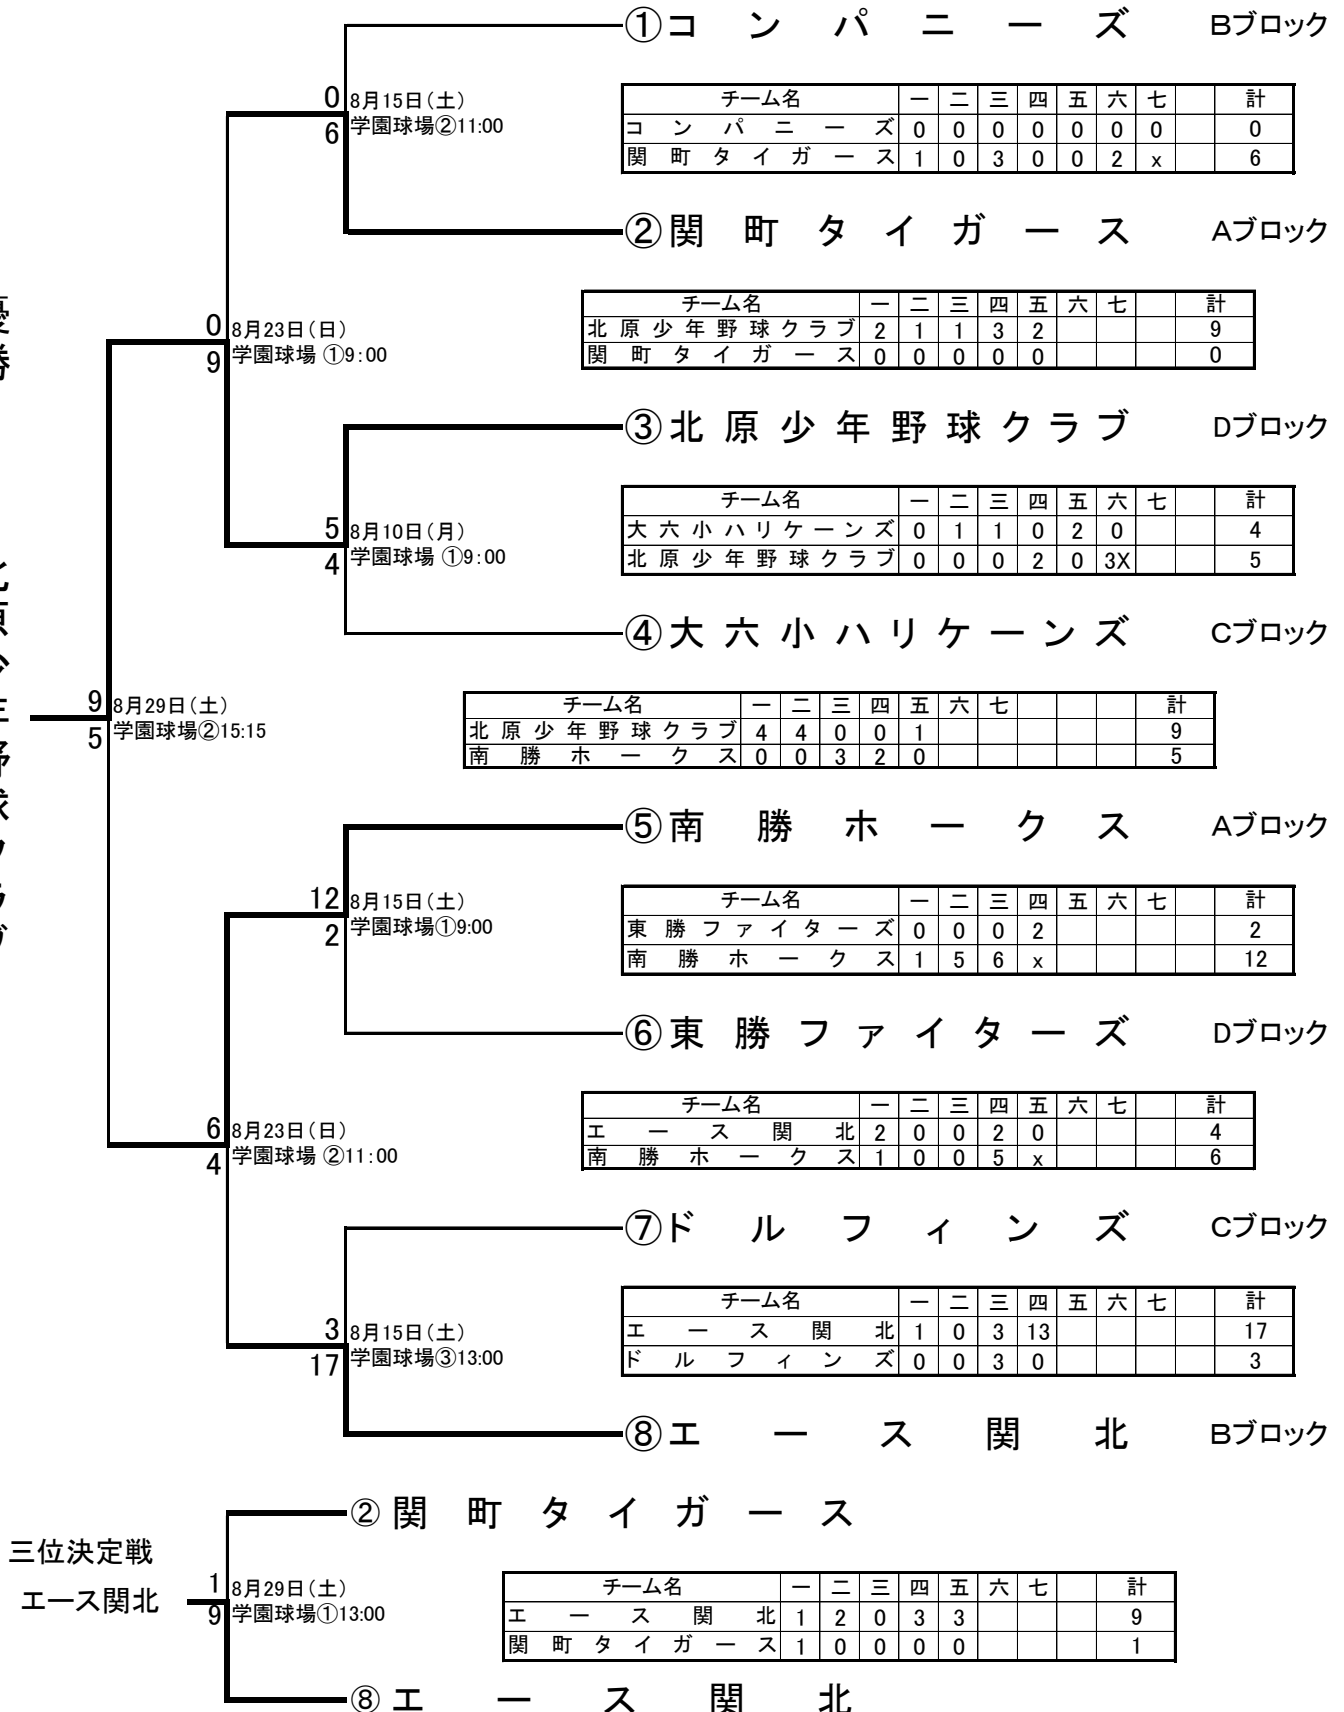 ①コンパニーズ Bブロック
0 8月15日(土)
6 学園球場②11:00
チーム名 一 二 三 四 五 六 七 計
コンパニーズ 0 0 0 0 0 0 0 0
関町タイガース 1 0 3 0 0 2 x 6
②関町タイガース Aブロック
0 8月23日(日)
9 学園球場 ①9:00
チーム名 一 二 三 四 五 六 七 計
北原少年野球クラブ 2 1 1 3 2 9
関町タイガース 0 0 0 0 0 0
③北原少年野球クラブ Dブロック
5 8月10日(月)
4 学園球場 ①9:00
チーム名 一 二 三 四 五 六 七 計
大六小ハリケーンズ 0 1 1 0 2 0 4
北原少年野球クラブ 0 0 0 2 0 3X 5
④大六小ハリケーンズ Cブロック
優勝
北原少年野球クラブ
9 8月29日(土)
5 学園球場②15:15
チーム名 一 二 三 四 五 六 七 計
北原少年野球クラブ 4 4 0 0 1 9
南勝ホークス 0 0 3 2 0 5
⑤南勝ホークス Aブロック
12 8月15日(土)
2 学園球場①9:00
チーム名 一 二 三 四 五 六 七 計
東勝ファイターズ 0 0 0 2 2
南勝ホークス 1 5 6 x 12
⑥東勝ファイターズ Dブロック
6 8月23日(日)
4 学園球場 ②11:00
チーム名 一 二 三 四 五 六 七 計
エース関北 2 0 0 2 0 4
南勝ホークス 1 0 0 5 x 6
⑦ドルフィンズ Cブロック
3 8月15日(土)
17 学園球場③13:00
チーム名 一 二 三 四 五 六 七 計
エース関北 1 0 3 13 17
ドルフィンズ 0 0 3 0 3
⑧エース関北 Bブロック
②関町タイガース
三位決定戦
エース関北
1 8月29日(土)
9 学園球場①13:00
チーム名 一 二 三 四 五 六 七 計
エース関北 1 2 0 3 3 9
関町タイガース 1 0 0 0 0 1
⑧エース関北